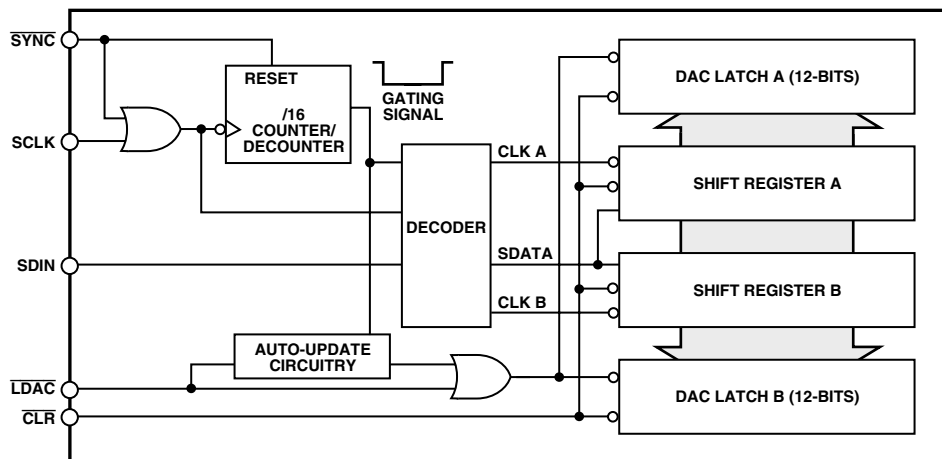 SYNC
SCLK
SDIN
LDAC
CLR
RESET
/16
COUNTER/
DECOUNTER
GATING
SIGNAL
DECODER
AUTO-UPDATE
CIRCUITRY
CLK A
SDATA
CLK B
DAC LATCH A (12-BITS)
SHIFT REGISTER A
SHIFT REGISTER B
DAC LATCH B (12-BITS)